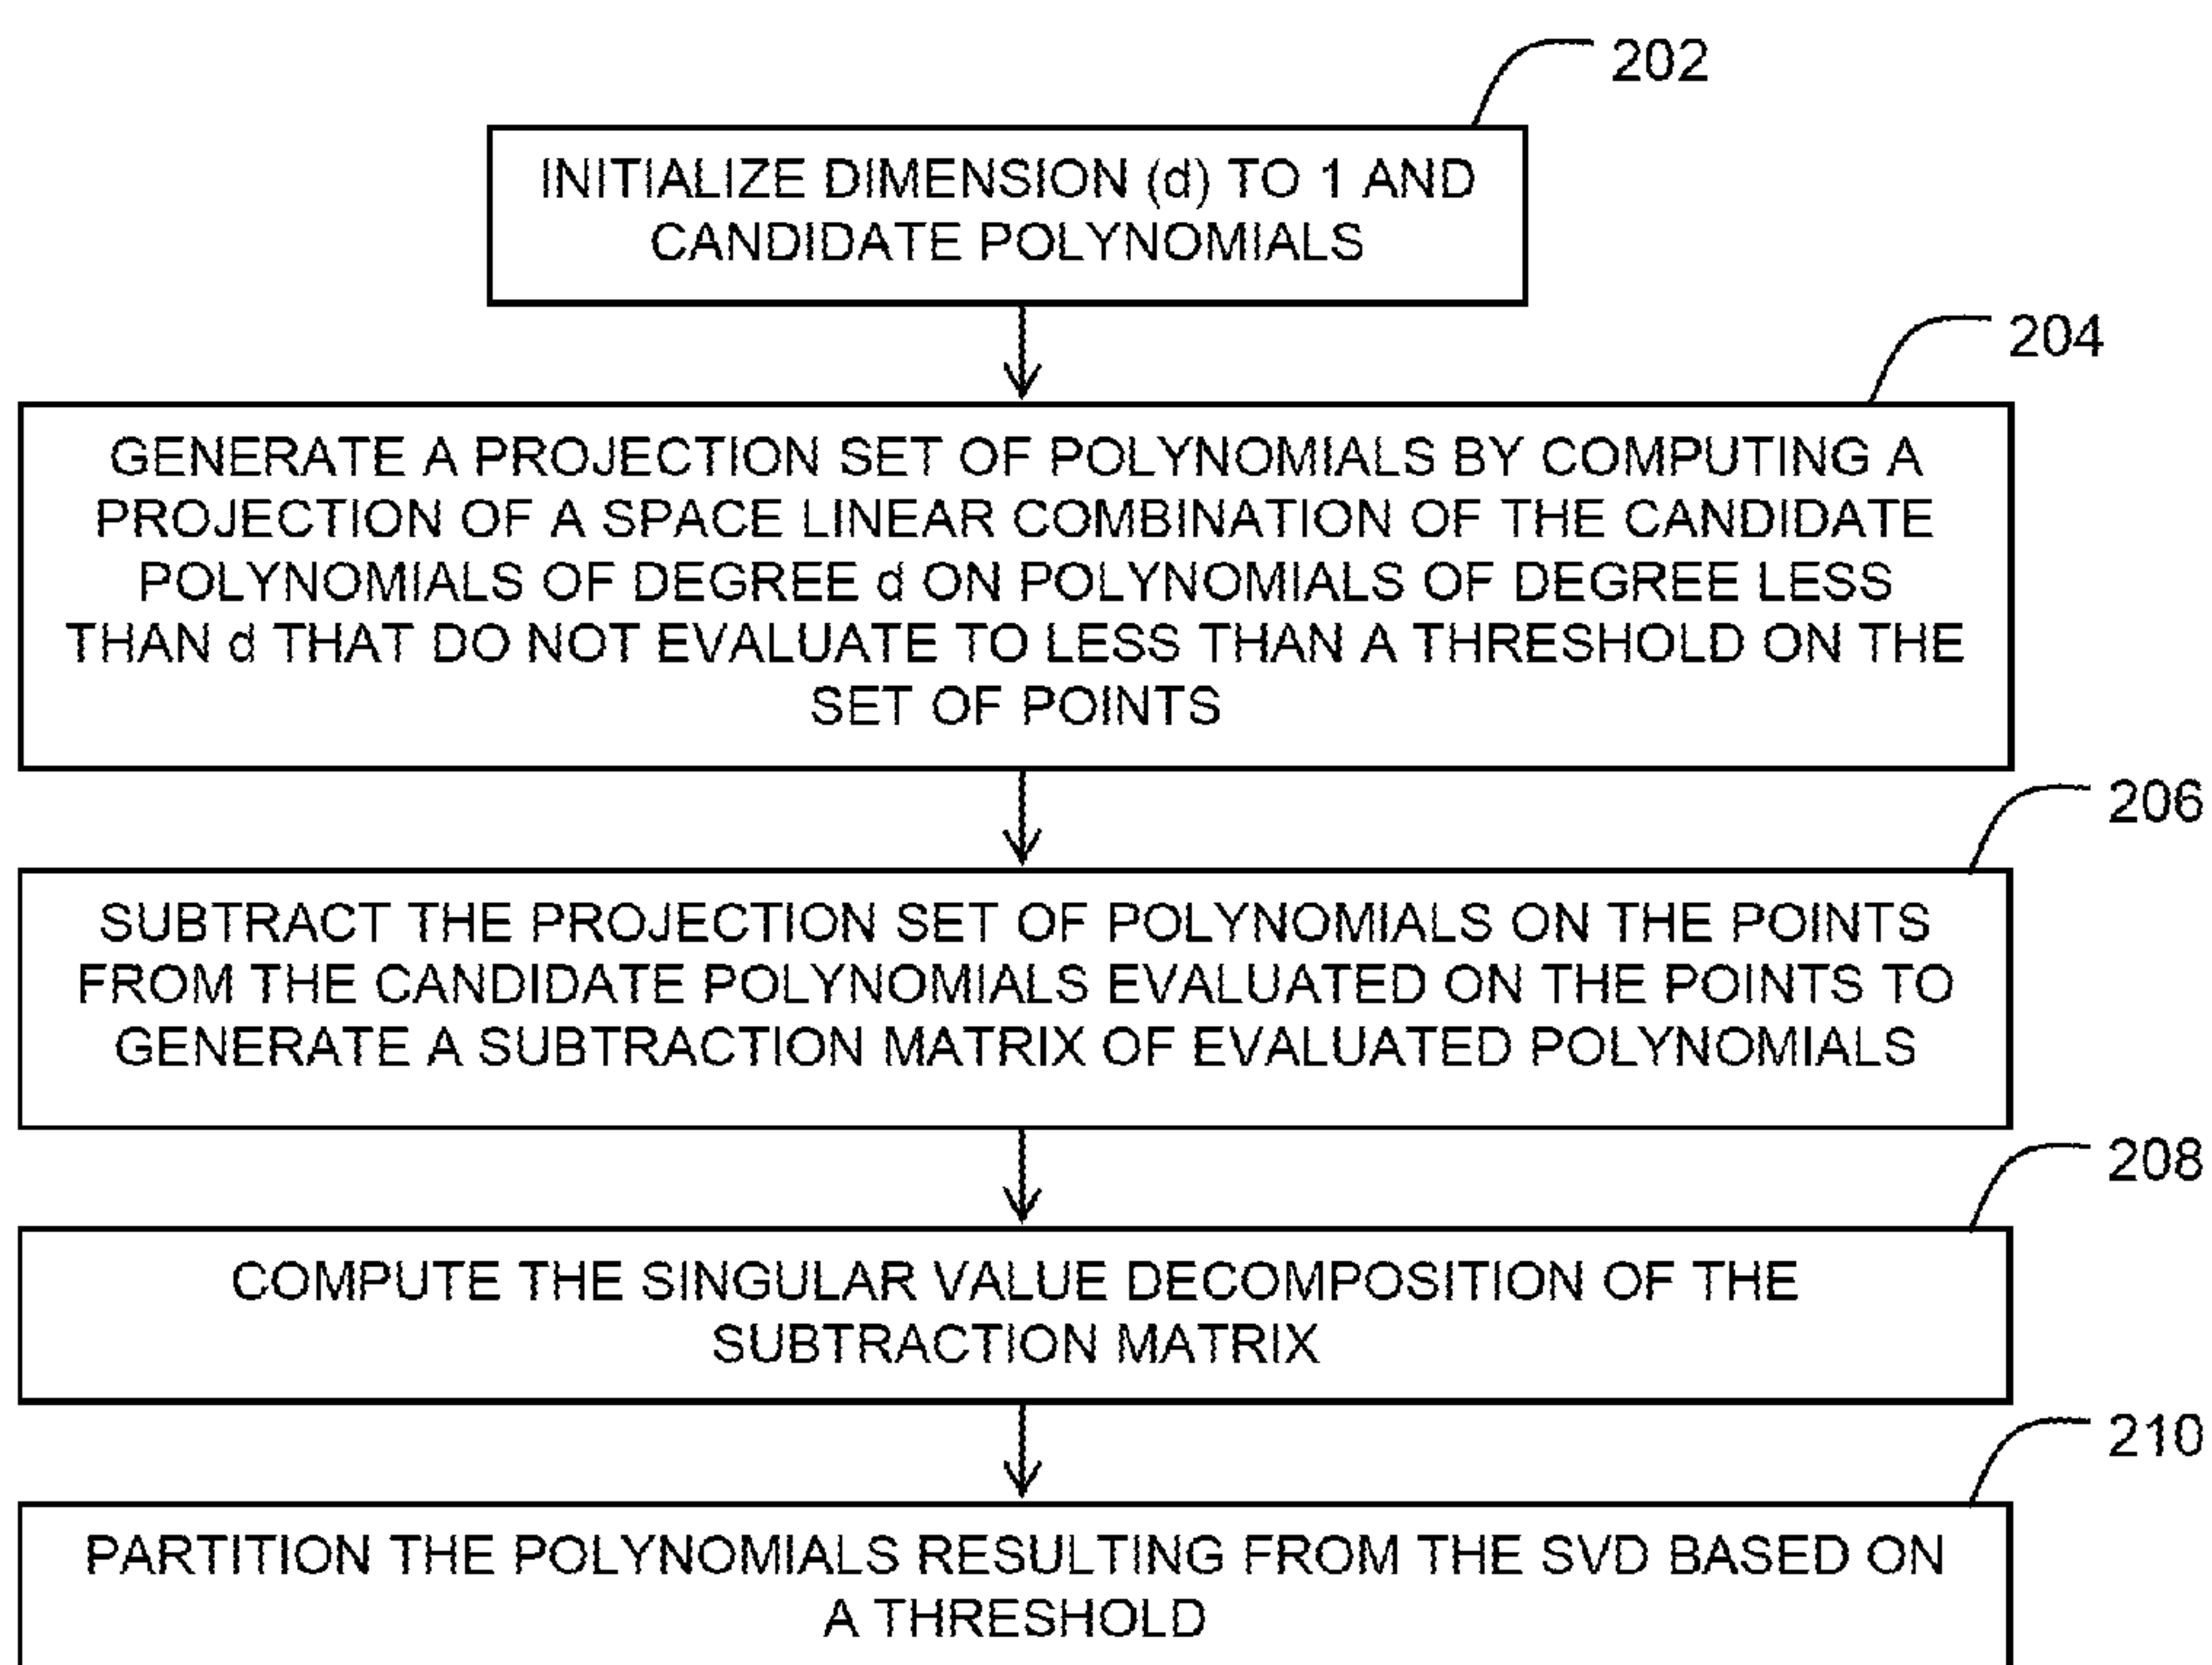 202
INITIALIZE DIMENSION (d) TO 1 AND
CANDIDATE POLYNOMIALS
204
GENERATE A PROJECTION SET OF POLYNOMIALS BY COMPUTING A
PROJECTION OF A SPACE LINEAR COMBINATION OF THE CANDIDATE
POLYNOMIALS OF DEGREE d ON POLYNOMIALS OF DEGREE LESS
THAN d THAT DO NOT EVALUATE TO LESS THAN A THRESHOLD ON THE
SET OF POINTS
206
SUBTRACT THE PROJECTION SET OF POLYNOMIALS ON THE POINTS
FROM THE CANDIDATE POLYNOMIALS EVALUATED ON THE POINTS TO
GENERATE A SUBTRACTION MATRIX OF EVALUATED POLYNOMIALS
208
COMPUTE THE SINGULAR VALUE DECOMPOSITION OF THE
SUBTRACTION MATRIX
210
PARTITION THE POLYNOMIALS RESULTING FROM THE SVD BASED ON
A THRESHOLD